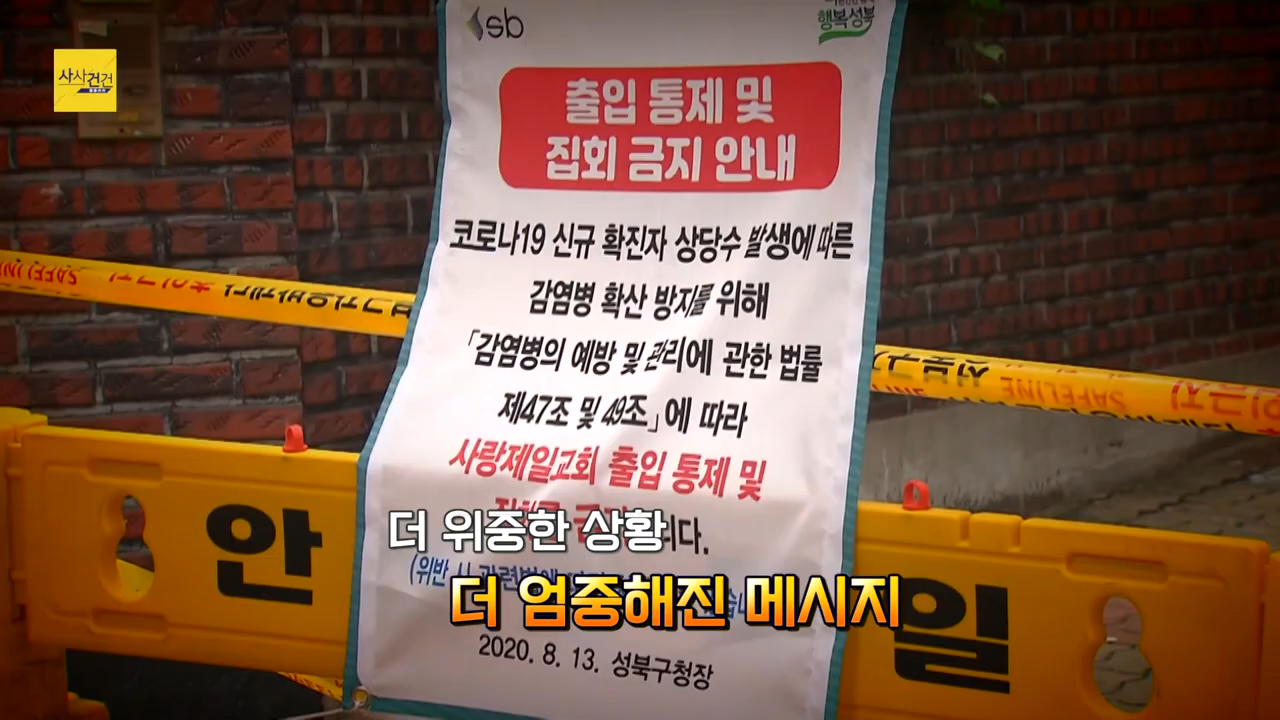 sb
행복성북
사사건건
출입 통제 및
집회 금지 안내
코로나19 신규 확진자 상당수 발생에 따른
감염병 확산 방지를 위해
「감염병의 예방 및 관리에 관한 법률
제47조 및 49조」에 따라
사랑제일교회 출입 통제 및
니다.
(위반 시
더 위중한 상황
더 엄중해진 메시지
2020. 8. 13. 성북구청장
안
일
SAFELINE